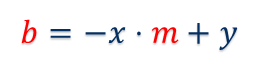 b = −x · m + y